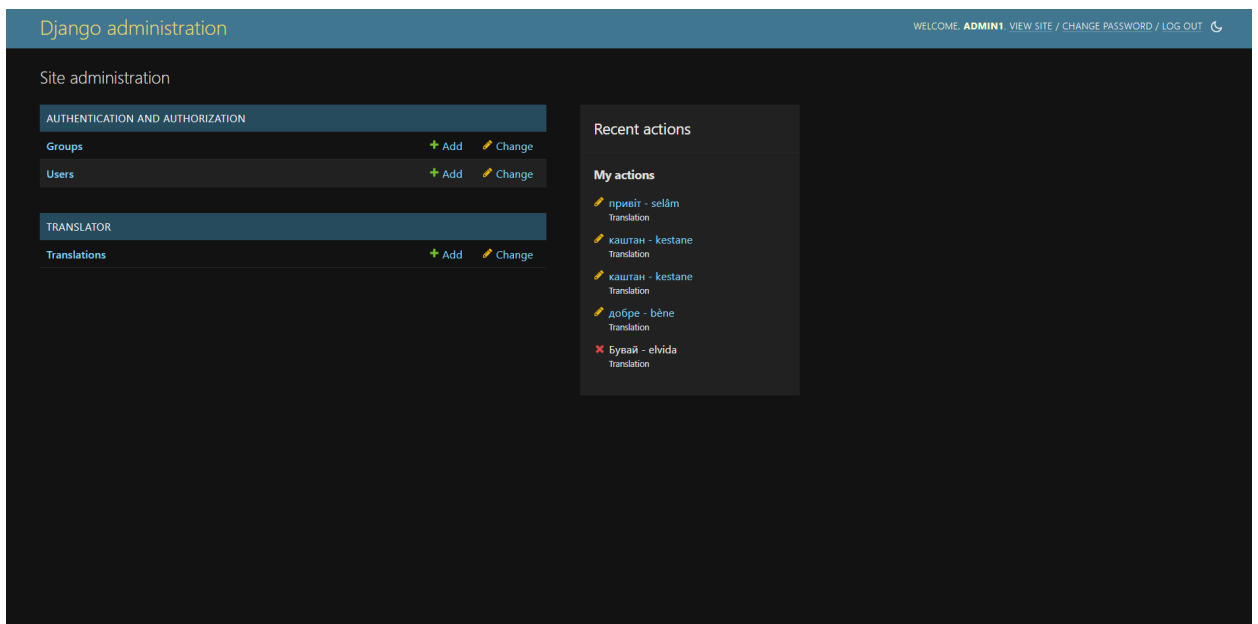 Django administration
WELCOME, ADMIN1. VIEW SITE / CHANGE PASSWORD / LOG OUT
Site administration
AUTHENTICATION AND AUTHORIZATION
Groups Add Change
Users Add Change
TRANSLATOR
Translations Add Change
Recent actions
My actions
привіт - selâm
Translation
каштан - kestane
Translation
каштан - kestane
Translation
добре - bène
Translation
Бувай - elvida
Translation